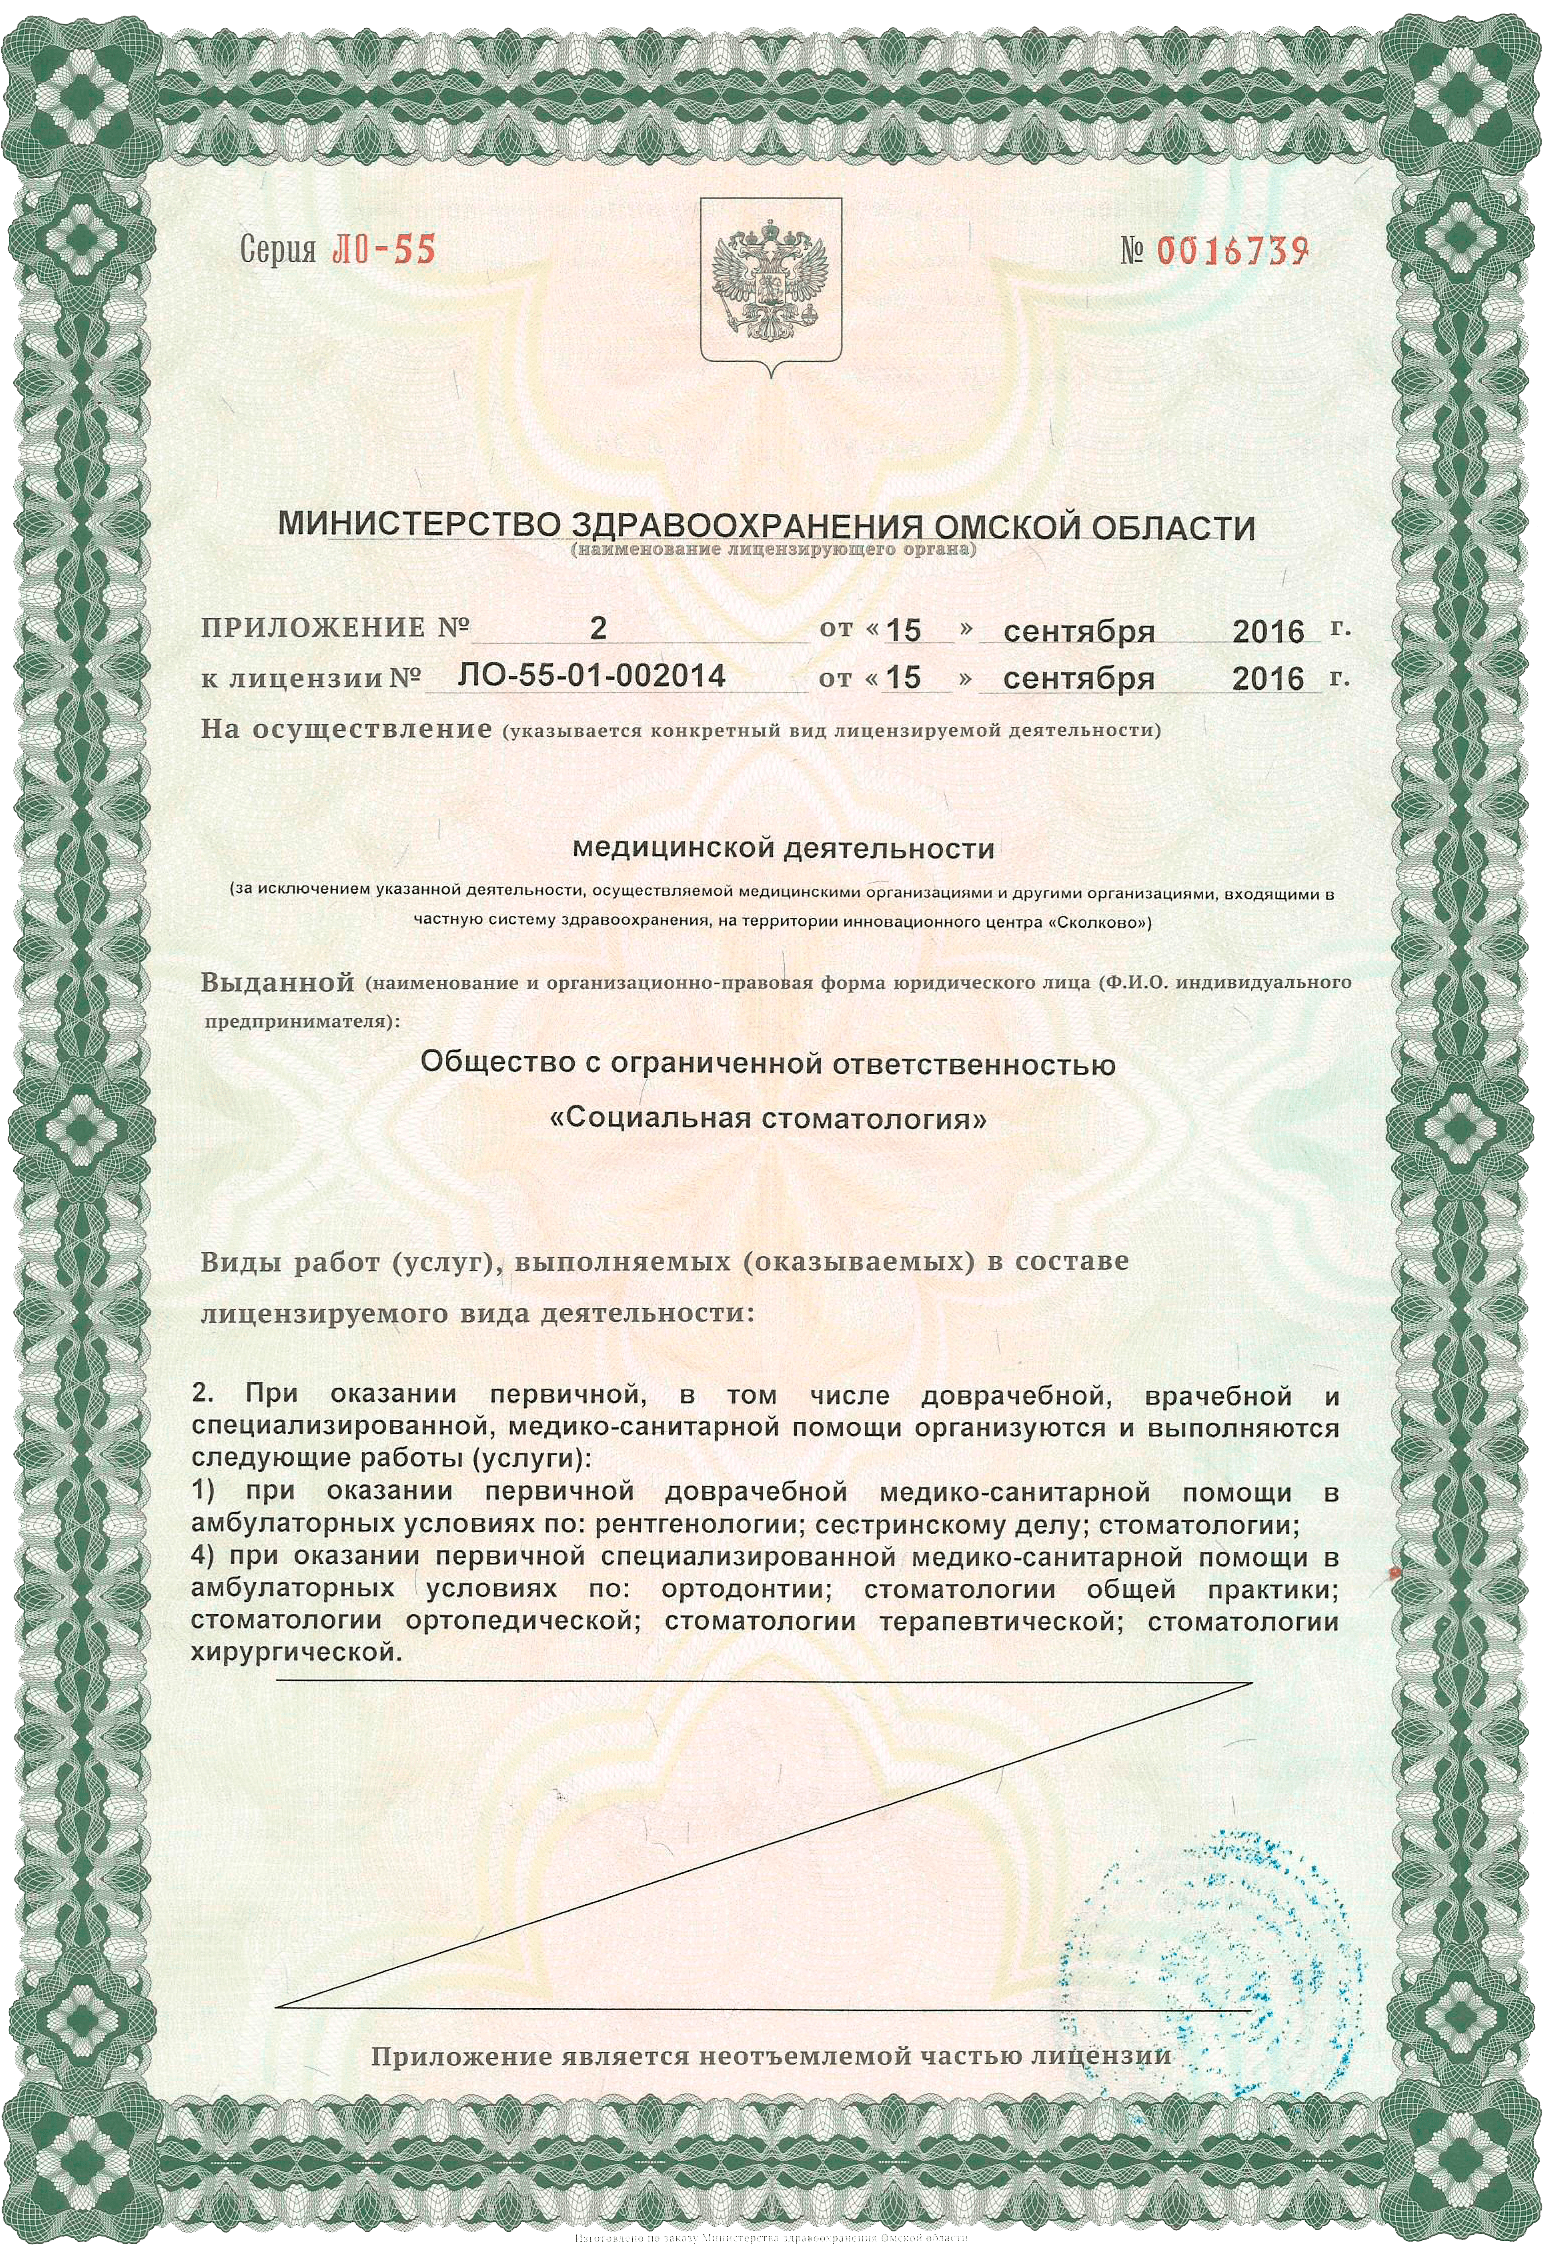 Серия ЛО-55
№ 0016739
МИНИСТЕРСТВО ЗДРАВООХРАНЕНИЯ ОМСКОЙ ОБЛАСТИ
(наименование лицензирующего органа)
ПРИЛОЖЕНИЕ № 2 от « 15 » сентября 2016 г.
к лицензии № ЛО-55-01-002014 от « 15 » сентября 2016 г.
На осуществление (указывается конкретный вид лицензируемой деятельности)
медицинской деятельности
(за исключением указанной деятельности, осуществляемой медицинскими организациями и другими организациями, входящими в
частную систему здравоохранения, на территории инновационного центра «Сколково»)
Выданной (наименование и организационно-правовая форма юридического лица (Ф.И.О. индивидуального
предпринимателя):
Общество с ограниченной ответственностью
«Социальная стоматология»
Виды работ (услуг), выполняемых (оказываемых) в составе
лицензируемого вида деятельности:
2. При оказании первичной, в том числе доврачебной, врачебной и
специализированной, медико-санитарной помощи организуются и выполняются
следующие работы (услуги):
1) при оказании первичной доврачебной медико-санитарной помощи в
амбулаторных условиях по: рентгенологии; сестринскому делу; стоматологии;
4) при оказании первичной специализированной медико-санитарной помощи в
амбулаторных условиях по: ортодонтии; стоматологии общей практики;
стоматологии ортопедической; стоматологии терапевтической; стоматологии
хирургической.
Приложение является неотъемлемой частью лицензии
Изготовлено по заказу Министерства здравоохранения Омской области